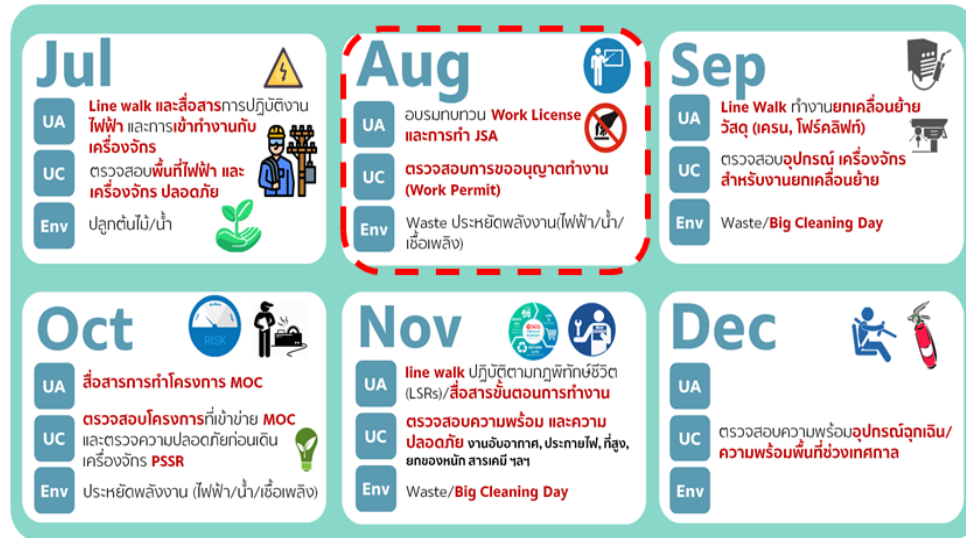 Jul
UA
Line walk และสื่อสารการปฏิบัติงาน
ไฟฟ้า และการเข้าทำงานกับ
เครื่องจักร
UC
ตรวจสอบพื้นที่ไฟฟ้า และ
เครื่องจักร ปลอดภัย
Env
ปลูกต้นไม้/น้ำ
Aug
UA
อบรมทบทวน Work License
และการทำ JSA
UC
ตรวจสอบการขออนุญาตทำงาน
(Work Permit)
Env
Waste ประหยัดพลังงาน(ไฟฟ้า/น้ำ/
เชื้อเพลิง)
Sep
UA
Line Walk ทำงานยกเคลื่อนย้าย
วัสดุ (เครน, โฟร์คลิฟท์)
UC
ตรวจสอบอุปกรณ์ เครื่องจักร
สำหรับงานยกเคลื่อนย้าย
Env
Waste/Big Cleaning Day
Oct
RISK
UA
สื่อสารการทำโครงการ MOC
UC
ตรวจสอบโครงการที่เข้าข่าย MOC
และตรวจความปลอดภัยก่อนเดิน
เครื่องจักร PSSR
Env
ประหยัดพลังงาน (ไฟฟ้า/น้ำ/เชื้อเพลิง)
Nov
UA
line walk ปฏิบัติตามกฎพิทักษ์ชีวิต
(LSRs)/สื่อสารขั้นตอนการทำงาน
UC
ตรวจสอบความพร้อม และความ
ปลอดภัย งานอับอากาศ, ประกายไฟ, ที่สูง,
ยกของหนัก สารเคมี ฯลฯ
Env
Waste/Big Cleaning Day
Dec
UA
UC
ตรวจสอบความพร้อมอุปกรณ์ฉุกเฉิน/
ความพร้อมพื้นที่ช่วงเทศกาล
Env